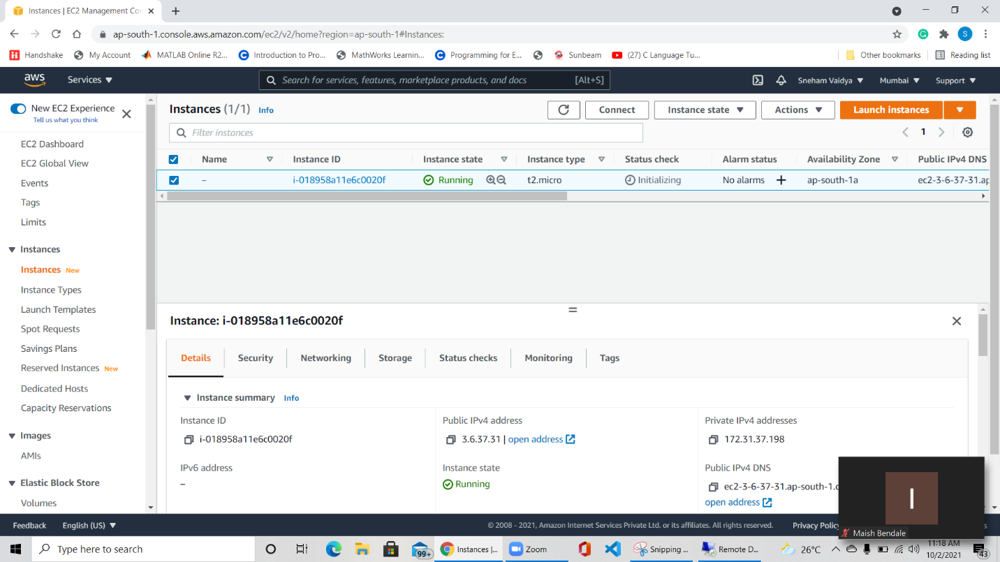 Instances | EC2 Management Con
ap-south-1.console.aws.amazon.com/ec2/v2/home?region=ap-south-1#Instances:
S
Handshake
My Account
MATLAB Online R2...
Introduction to Pro...
MathWorks Learnin...
Programming for E...
Sunbeam
(27) C Language Tu...
Other bookmarks
Reading list
aws
Services
Search for services, features, marketplace products, and docs [Alt+S]
Sneham Vaidya
Mumbai
Support
New EC2 Experience
Tell us what you think
EC2 Dashboard
EC2 Global View
Events
Tags
Limits
Instances
Instances New
Instance Types
Launch Templates
Spot Requests
Savings Plans
Reserved Instances New
Dedicated Hosts
Capacity Reservations
Images
AMIs
Elastic Block Store
Volumes
Instances (1/1) Info
Connect
Instance state
Actions
Launch instances
Filter instances
1
Name Instance ID Instance state Instance type Status check Alarm status Availability Zone Public IPv4 DNS
– i-018958a11e6c0020f Running t2.micro Initializing No alarms + ap-south-1a ec2-3-6-37-31.ap
Instance: i-018958a11e6c0020f
Details Security Networking Storage Status checks Monitoring Tags
Instance summary Info
Instance ID
i-018958a11e6c0020f
Public IPv4 address
3.6.37.31 | open address
Private IPv4 addresses
172.31.37.198
IPv6 address
–
Instance state
Running
Public IPv4 DNS
ec2-3-6-37-31.ap-south-1.c
open address
I
Maish Bendale
Feedback
English (US)
© 2008 - 2021, Amazon Internet Services Private Ltd. or its affiliates. All rights reserved.
Privacy Policy
Type here to search
99+
Instances |...
Zoom
Snipping ...
Remote D...
26°C
11:18 AM
10/2/2021
43